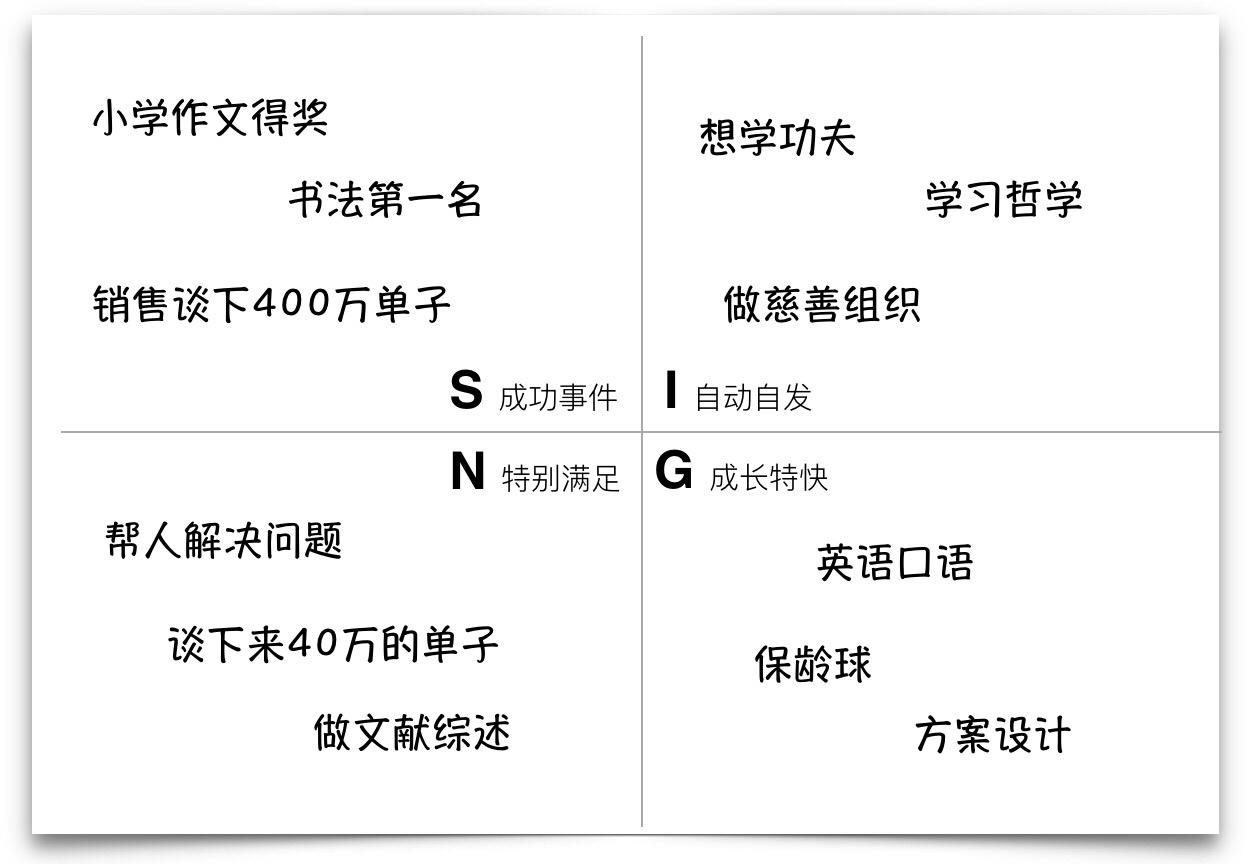 小学作文得奖
书法第一名
销售谈下400万单子
S 成功事件
想学功夫
学习哲学
做慈善组织
I 自动自发
N 特别满足
帮人解决问题
谈下来40万的单子
做文献综述
G 成长特快
英语口语
保龄球
方案设计